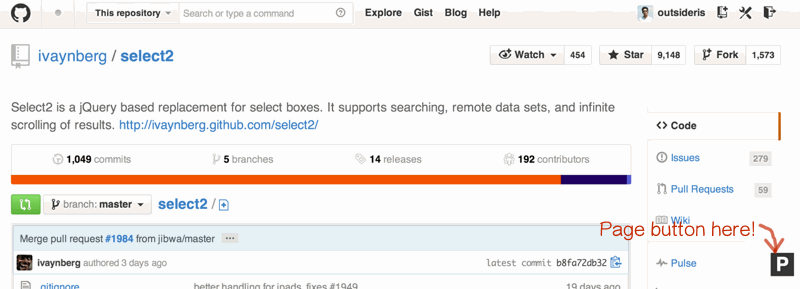 This repository
Search or type a command
Explore
Gist
Blog
Help
outsideris
ivaynberg / select2
Watch
454
Star
9,148
Fork
1,573
Select2 is a jQuery based replacement for select boxes. It supports searching, remote data sets, and infinite
scrolling of results. http://ivaynberg.github.com/select2/
1,049 commits
5 branches
14 releases
192 contributors
branch: master
select2 /
Merge pull request #1984 from jibwa/master
ivaynberg authored 3 days ago
latest commit b8fa72db32
.gitignore
better handling for ipads. fixes #1949
19 days ago
Code
Issues
279
Pull Requests
59
Wiki
Page button here!
Pulse
P